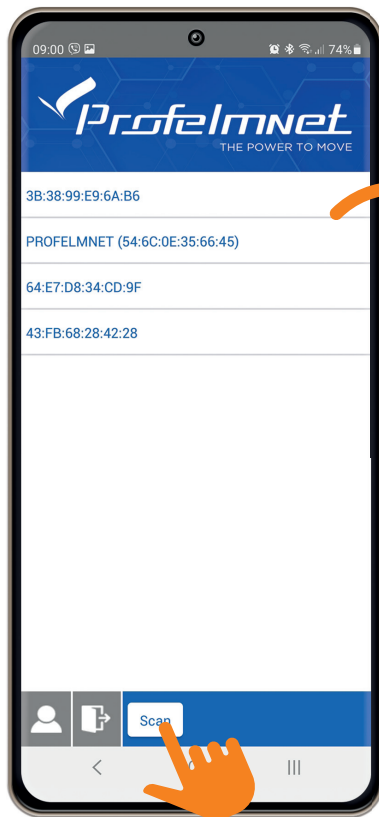 09:00
74%
Profelmnet
THE POWER TO MOVE
3B:38:99:E9:6A:B6
PROFELMNET (54:6C:0E:35:66:45)
64:E7:D8:34:CD:9F
43:FB:68:28:42:28
Scan